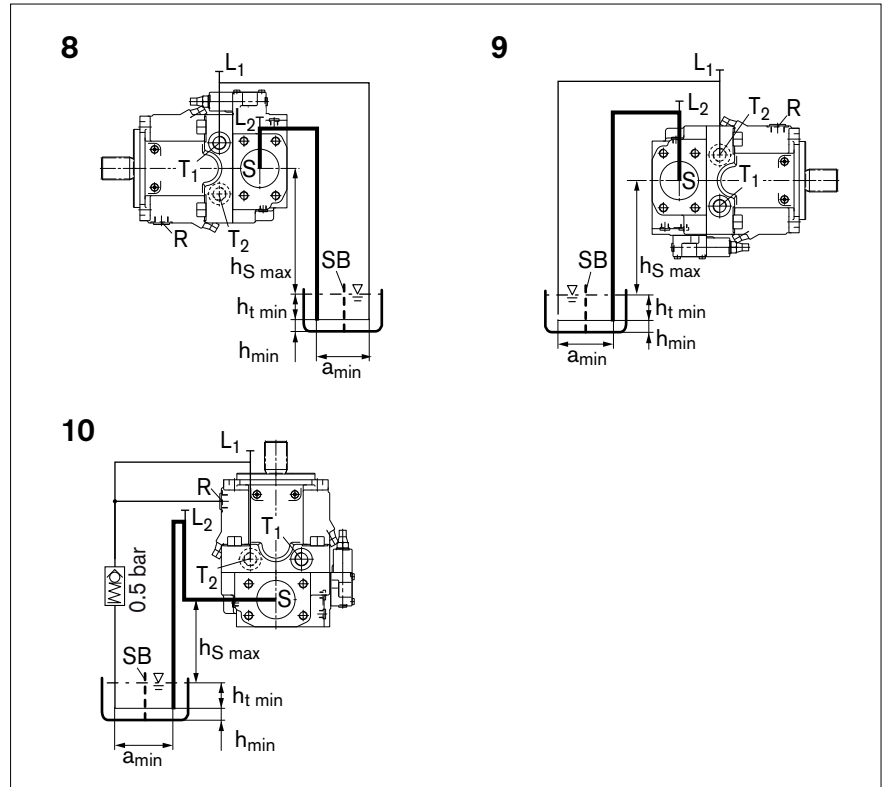 8
L1
L2
S
T1
T2
R
hS max
SB
ht min
hmin
amin
9
L1
L2
T2
R
S
T1
hS max
SB
ht min
hmin
amin
10
L1
R
L2
T1
T2
S
0.5 bar
hS max
SB
ht min
hmin
amin